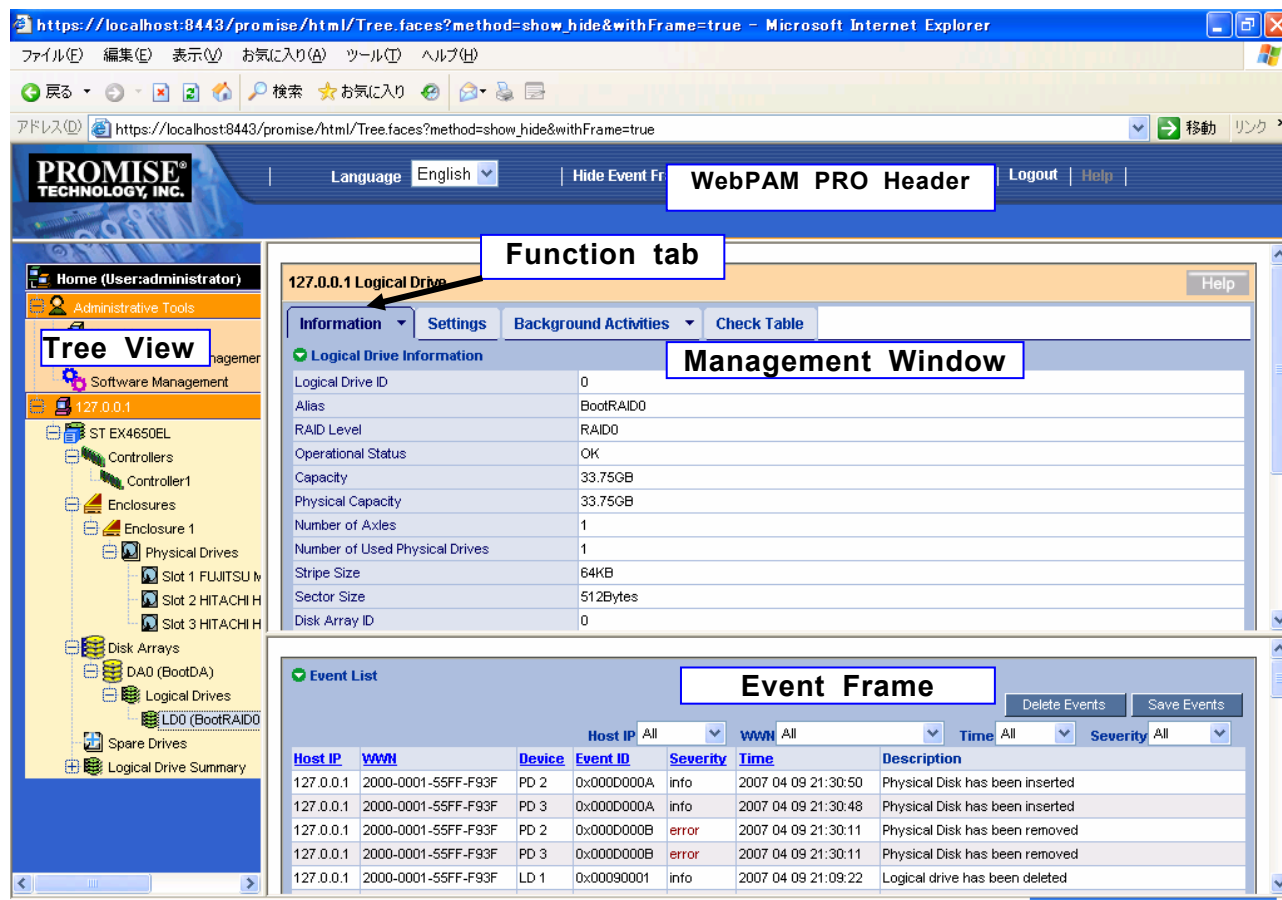 https://localhost:8443/promise/html/Tree.faces?method=show_hide&withFrame=true - Microsoft Internet Explorer
ファイル(F) 編集(E) 表示(V) お気に入り(A) ツール(T) ヘルプ(H)
戻る 検索 お気に入り
アドレス(D) https://localhost:8443/promise/html/Tree.faces?method=show_hide&withFrame=true 移動 リンク
PROMISE®
TECHNOLOGY, INC.
| Language English | Hide Event Fr | Logout | Help |
WebPAM PRO Header
Function tab
Tree View
Home (User:administrator)
Administrative Tools
nagemen
Software Management
127.0.0.1
ST EX4650EL
Controllers
Controller1
Enclosures
Enclosure 1
Physical Drives
Slot 1 FUJITSU M
Slot 2 HITACHI H
Slot 3 HITACHI H
Disk Arrays
DA0 (BootDA)
Logical Drives
LD0 (BootRAID0
Spare Drives
Logical Drive Summary
127.0.0.1 Logical Drive Help
Information Settings Background Activities Check Table
Management Window
Logical Drive Information
Logical Drive ID 0
Alias BootRAID0
RAID Level RAID0
Operational Status OK
Capacity 33.75GB
Physical Capacity 33.75GB
Number of Axles 1
Number of Used Physical Drives 1
Stripe Size 64KB
Sector Size 512Bytes
Disk Array ID 0
Event List
Event Frame
Delete Events Save Events
Host IP All WWN All Time All Severity All
Host IP WWN Device Event ID Severity Time Description
127.0.0.1 2000-0001-55FF-F93F PD 2 0x000D000A info 2007 04 09 21:30:50 Physical Disk has been inserted
127.0.0.1 2000-0001-55FF-F93F PD 3 0x000D000A info 2007 04 09 21:30:48 Physical Disk has been inserted
127.0.0.1 2000-0001-55FF-F93F PD 2 0x000D000B error 2007 04 09 21:30:11 Physical Disk has been removed
127.0.0.1 2000-0001-55FF-F93F PD 3 0x000D000B error 2007 04 09 21:30:11 Physical Disk has been removed
127.0.0.1 2000-0001-55FF-F93F LD 1 0x00090001 info 2007 04 09 21:09:22 Logical drive has been deleted